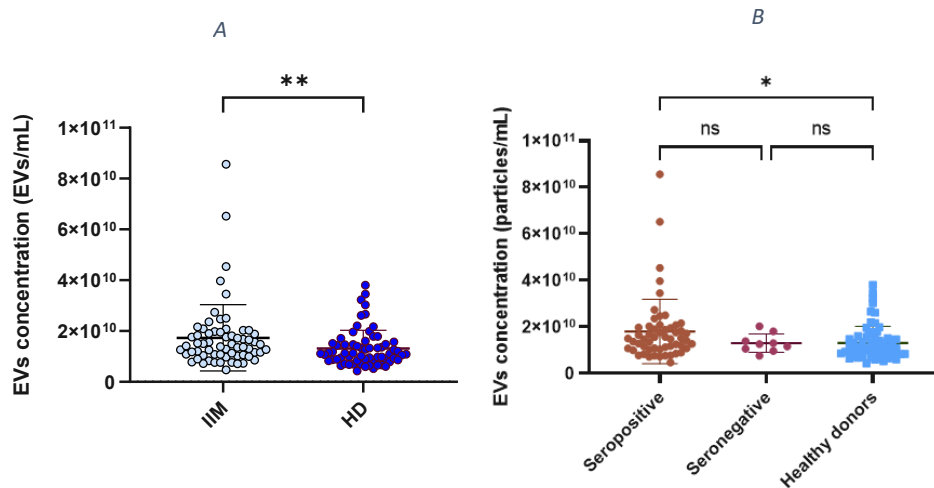 A
**
EVs concentration (EVs/mL)
1×10¹¹
8×10¹⁰
6×10¹⁰
4×10¹⁰
2×10¹⁰
0
IIM
HD
B
*
ns
ns
EVs concentration (particles/mL)
1×10¹¹
8×10¹⁰
6×10¹⁰
4×10¹⁰
2×10¹⁰
0
Seropositive
Seronegative
Healthy donors